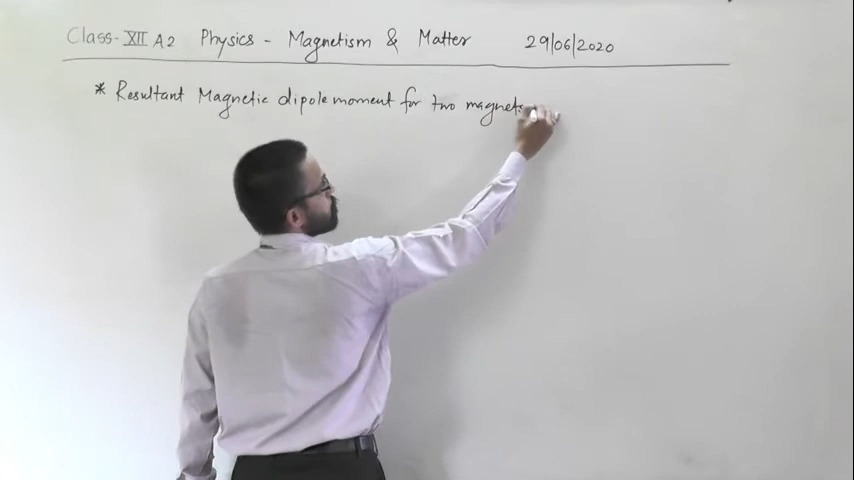 Class-XII A2 Physics - Magnetism & Matter 29/06/2020
* Resultant Magnetic dipole moment for two magnets